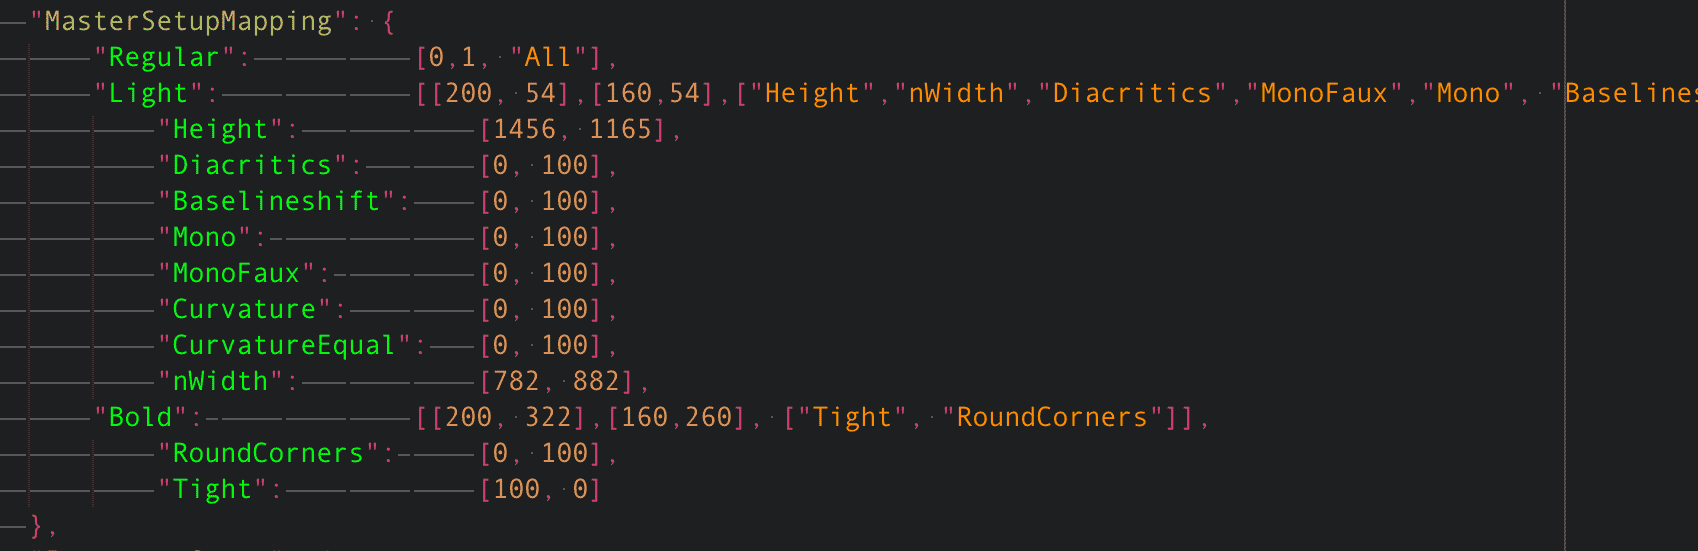 "MasterSetupMapping": {
"Regular": [0,1, "All"],
"Light": [[200, 54],[160,54],["Height","nWidth","Diacritics","MonoFaux","Mono", "Baselines
"Height": [1456, 1165],
"Diacritics": [0, 100],
"Baselineshift": [0, 100],
"Mono": [0, 100],
"MonoFaux": [0, 100],
"Curvature": [0, 100],
"CurvatureEqual": [0, 100],
"nWidth": [782, 882],
"Bold": [[200, 322],[160,260], ["Tight", "RoundCorners"]],
"RoundCorners": [0, 100],
"Tight": [100, 0]
},